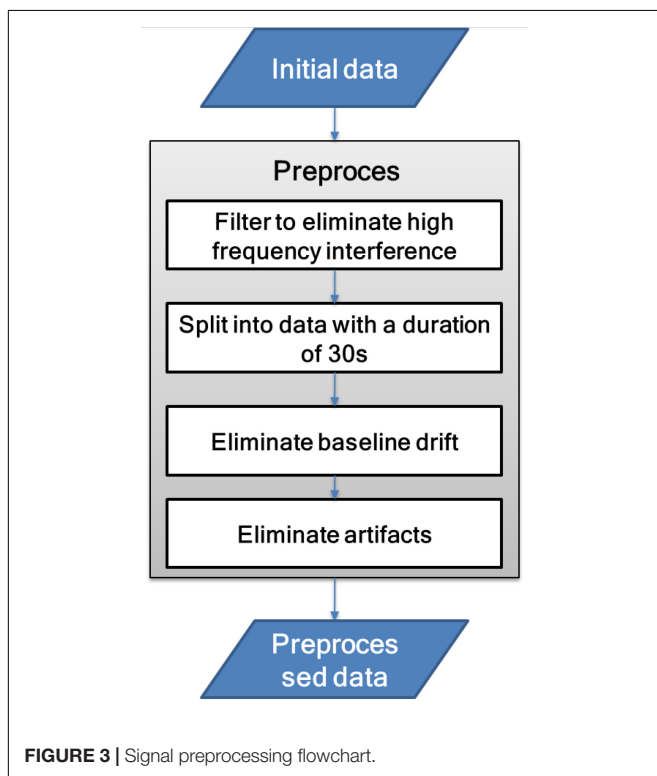 Initial data
Preproces
Filter to eliminate high
frequency interference
Split into data with a duration
of 30s
Eliminate baseline drift
Eliminate artifacts
Preproces
sed data
FIGURE 3 | Signal preprocessing flowchart.